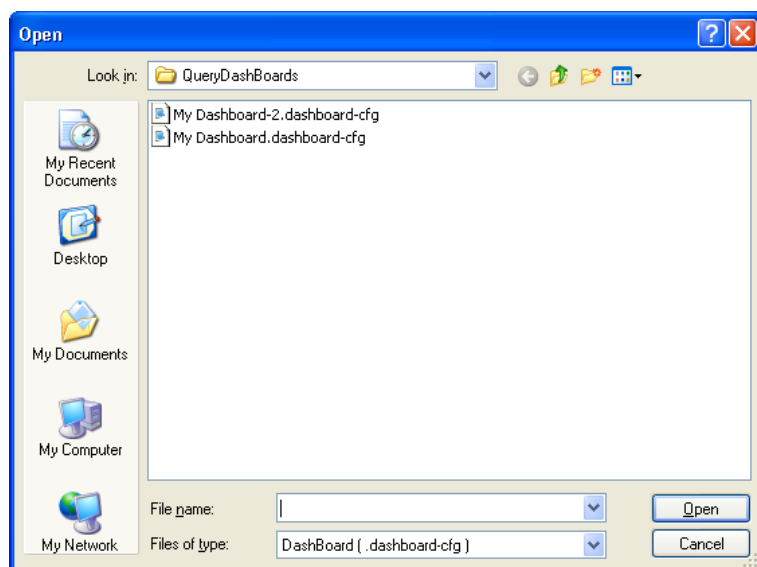 Open
Look in:
QueryDashBoards
My Dashboard-2.dashboard-cfg
My Dashboard.dashboard-cfg
My Recent
Documents
Desktop
My Documents
My Computer
My Network
File name:
Open
Files of type:
DashBoard ( .dashboard-cfg )
Cancel